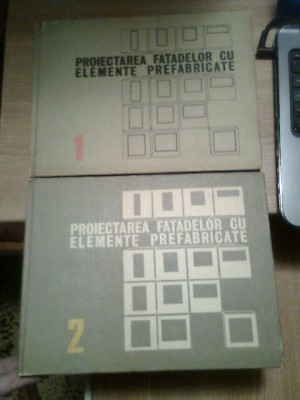 PROIECTAREA FATADELOR CU
ELEMENTE PREFABRICATE
1
PROIECTAREA FATADELOR CU
ELEMENTE PREFABRICATE
2